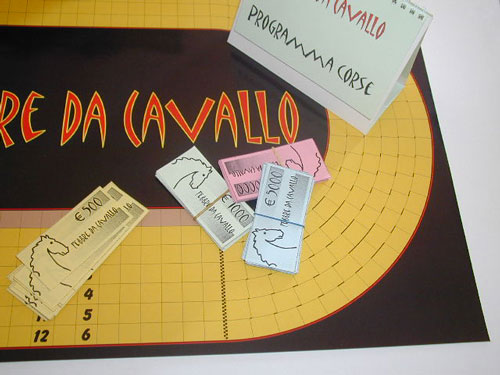 DA CAVALLO
PROGRAMMA CORSE
RE DA CAVALLO
€ 500
FEBBRE DA CAVALLO
FEBBRE DA CAVALLO
€ 5000
FEBBRE DA CAVALLO
4
5
12 6